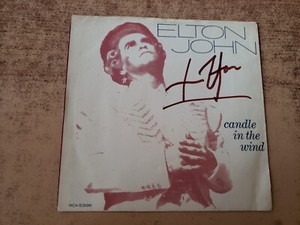 ELTON
JOHN
candle
in the
wind